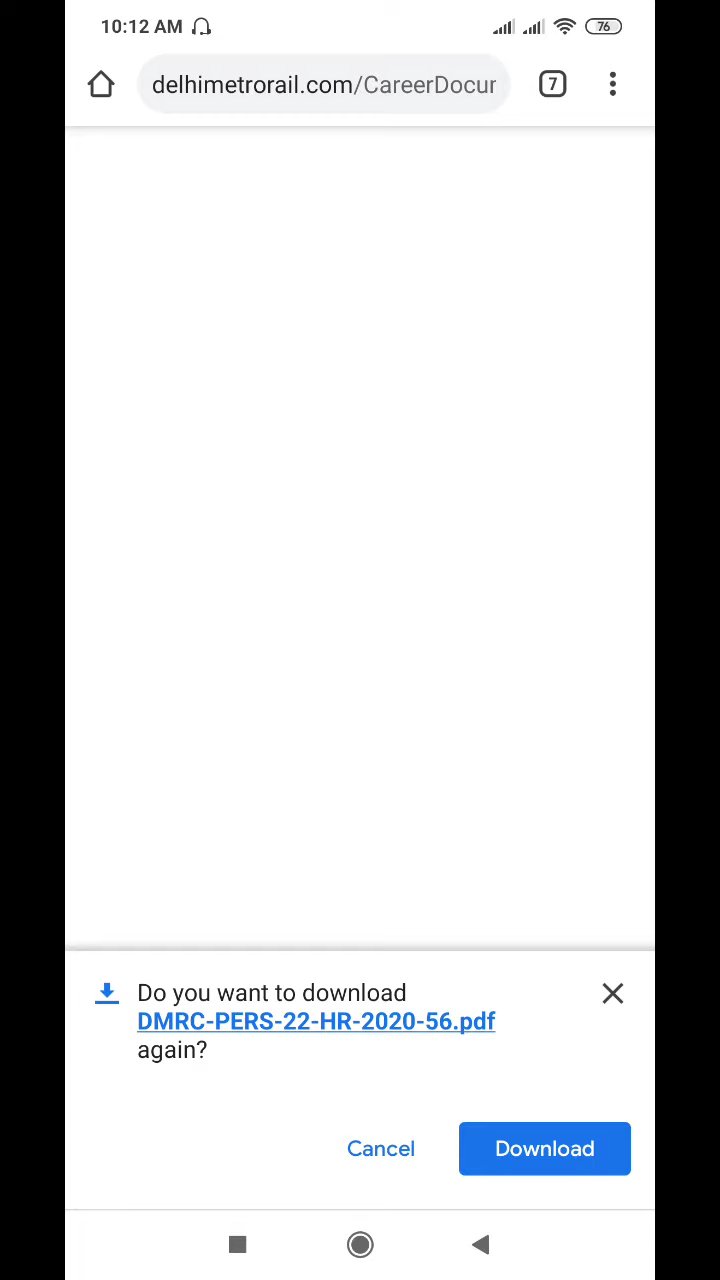 10:12 AM 76
delhimetrorail.com/CareerDocur
7
Do you want to download
DMRC-PERS-22-HR-2020-56.pdf
again?
Cancel Download